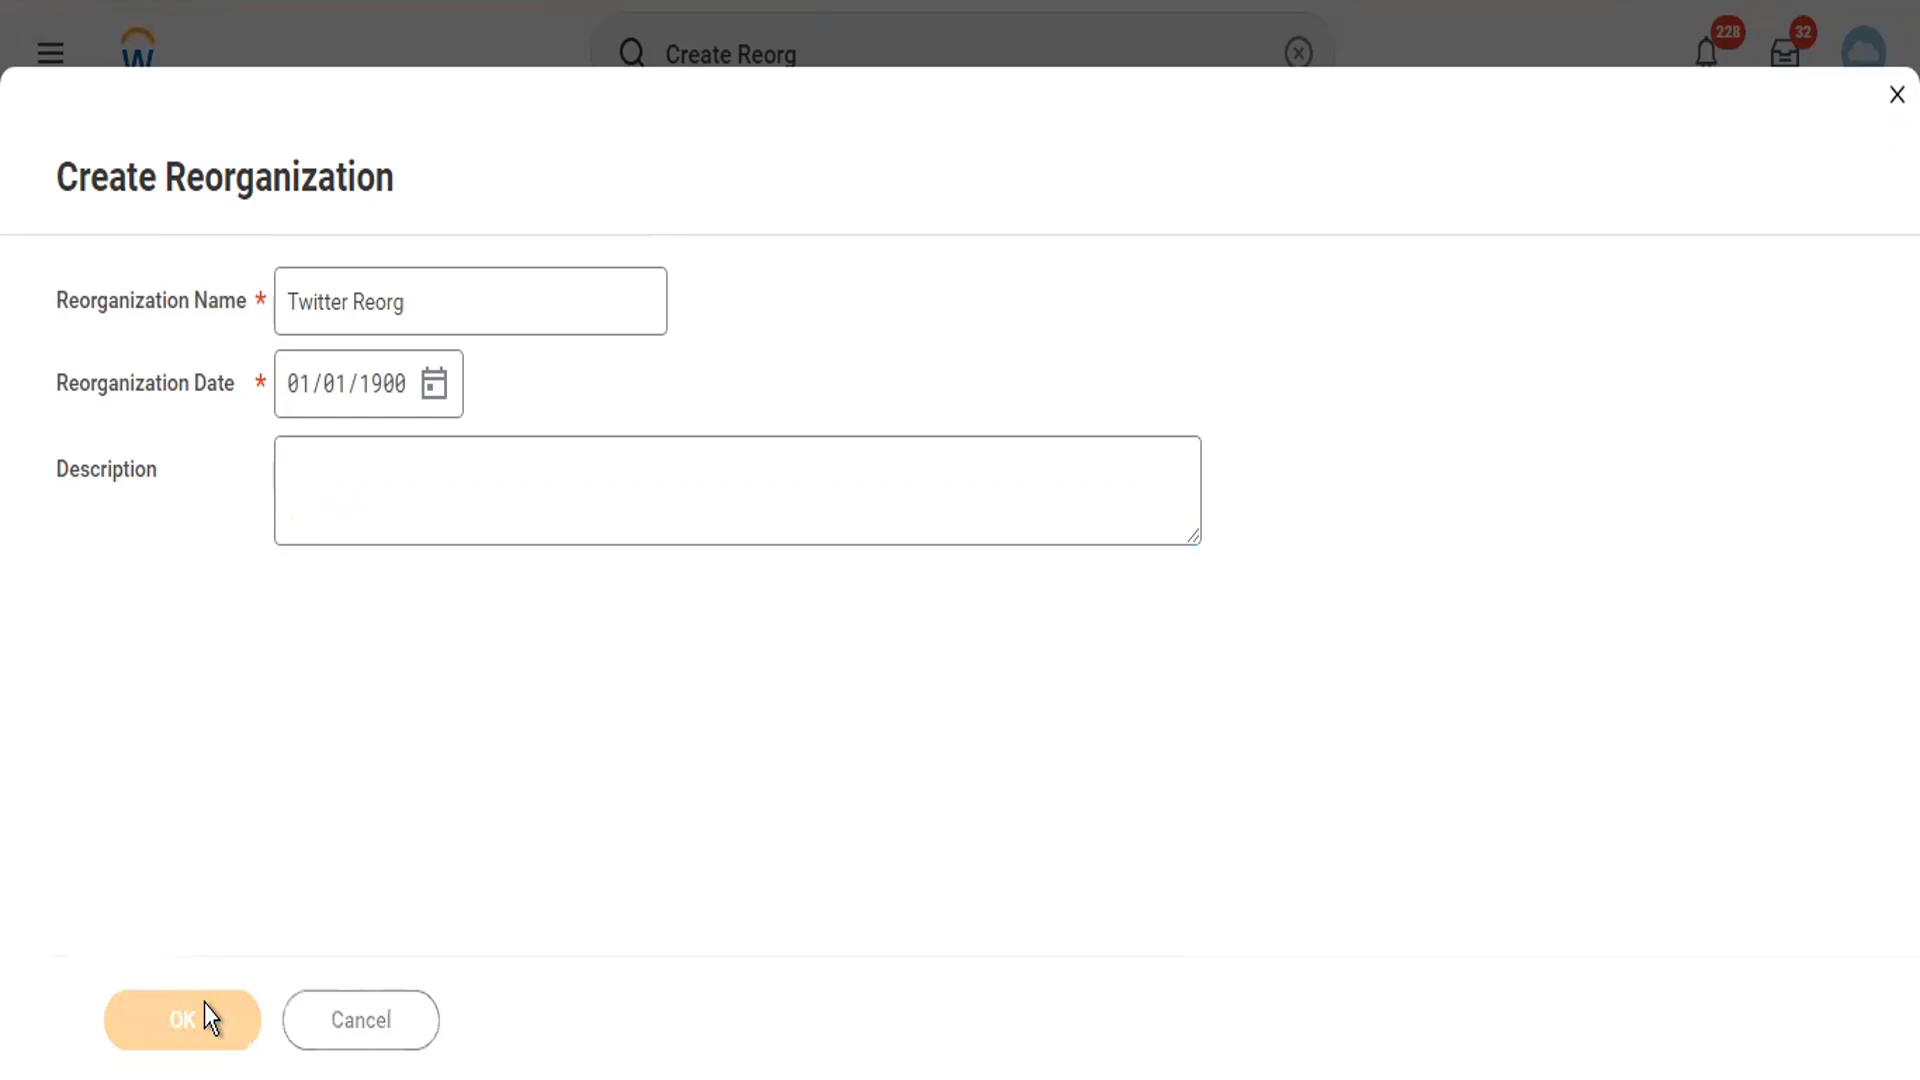 W
Create Reorg
228
32
X
Create Reorganization
Reorganization Name *
Twitter Reorg
Reorganization Date *
01/01/1900
Description
OK
Cancel